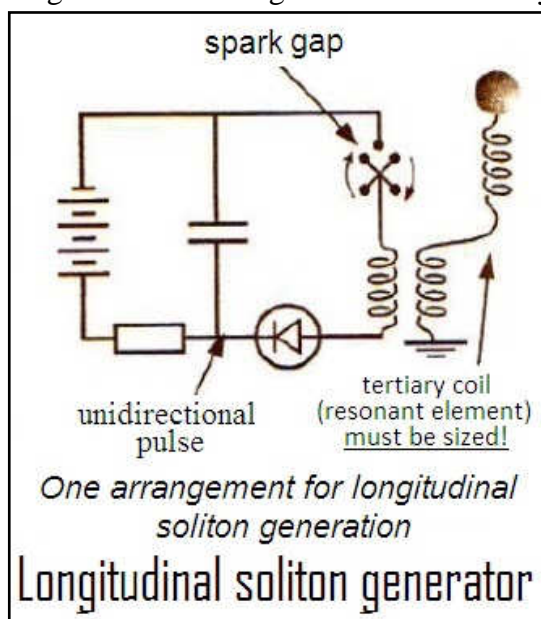 spark gap
unidirectional
pulse
tertiary coil
(resonant element)
must be sized!
One arrangement for longitudinal
soliton generation
Longitudinal soliton generator